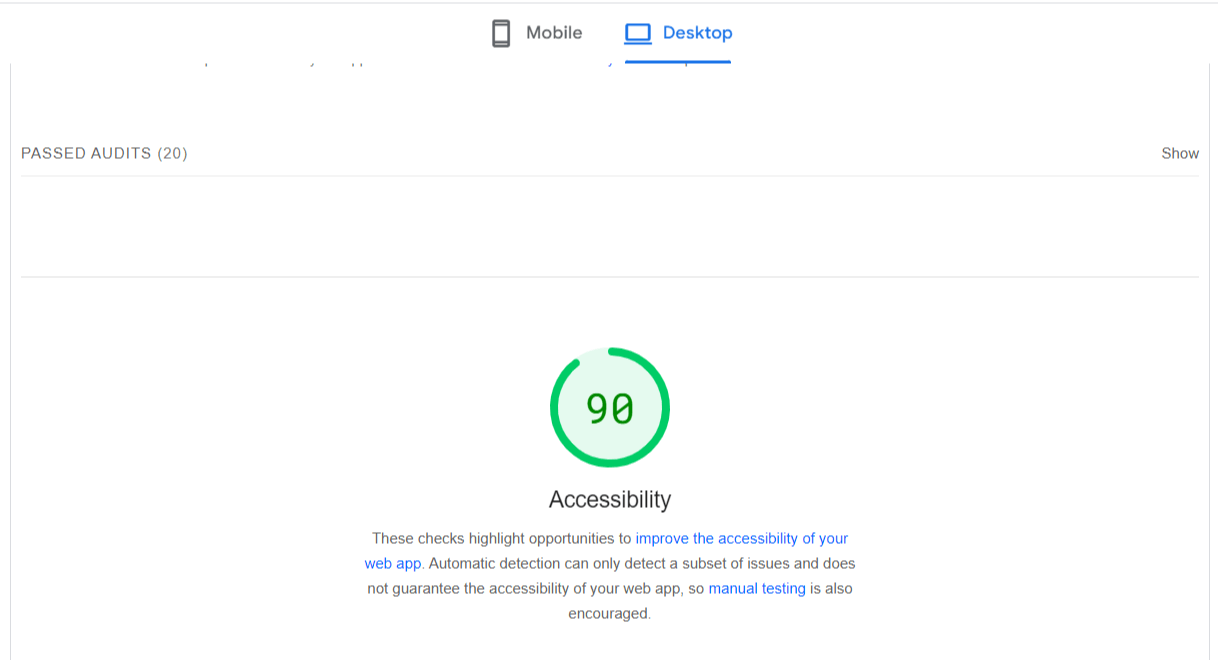 Mobile
Desktop
PASSED AUDITS (20)
Show
90
Accessibility
These checks highlight opportunities to improve the accessibility of your
web app. Automatic detection can only detect a subset of issues and does
not guarantee the accessibility of your web app, so manual testing is also
encouraged.